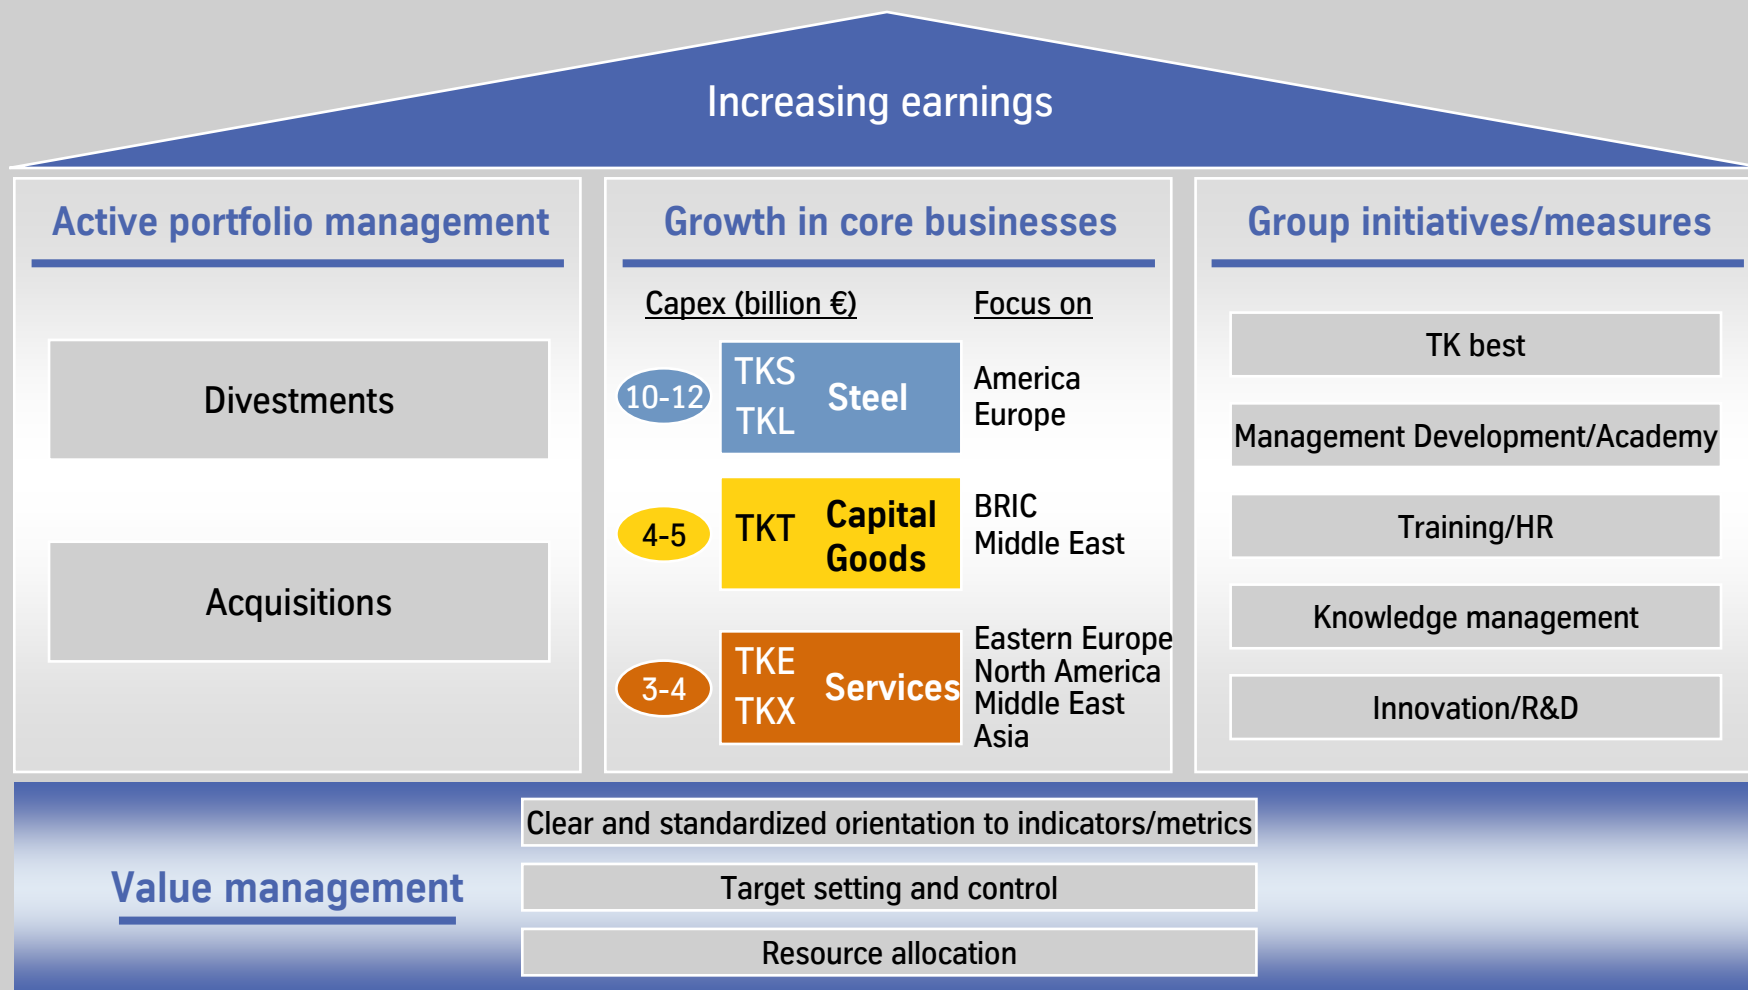 Increasing earnings
Active portfolio management
Divestments
Acquisitions
Growth in core businesses
Capex (billion €)
Focus on
10-12
TKS
TKL
Steel
America
Europe
4-5
TKT
Capital
Goods
BRIC
Middle East
3-4
TKE
TKX
Services
Eastern Europe
North America
Middle East
Asia
Group initiatives/measures
TK best
Management Development/Academy
Training/HR
Knowledge management
Innovation/R&D
Value management
Clear and standardized orientation to indicators/metrics
Target setting and control
Resource allocation